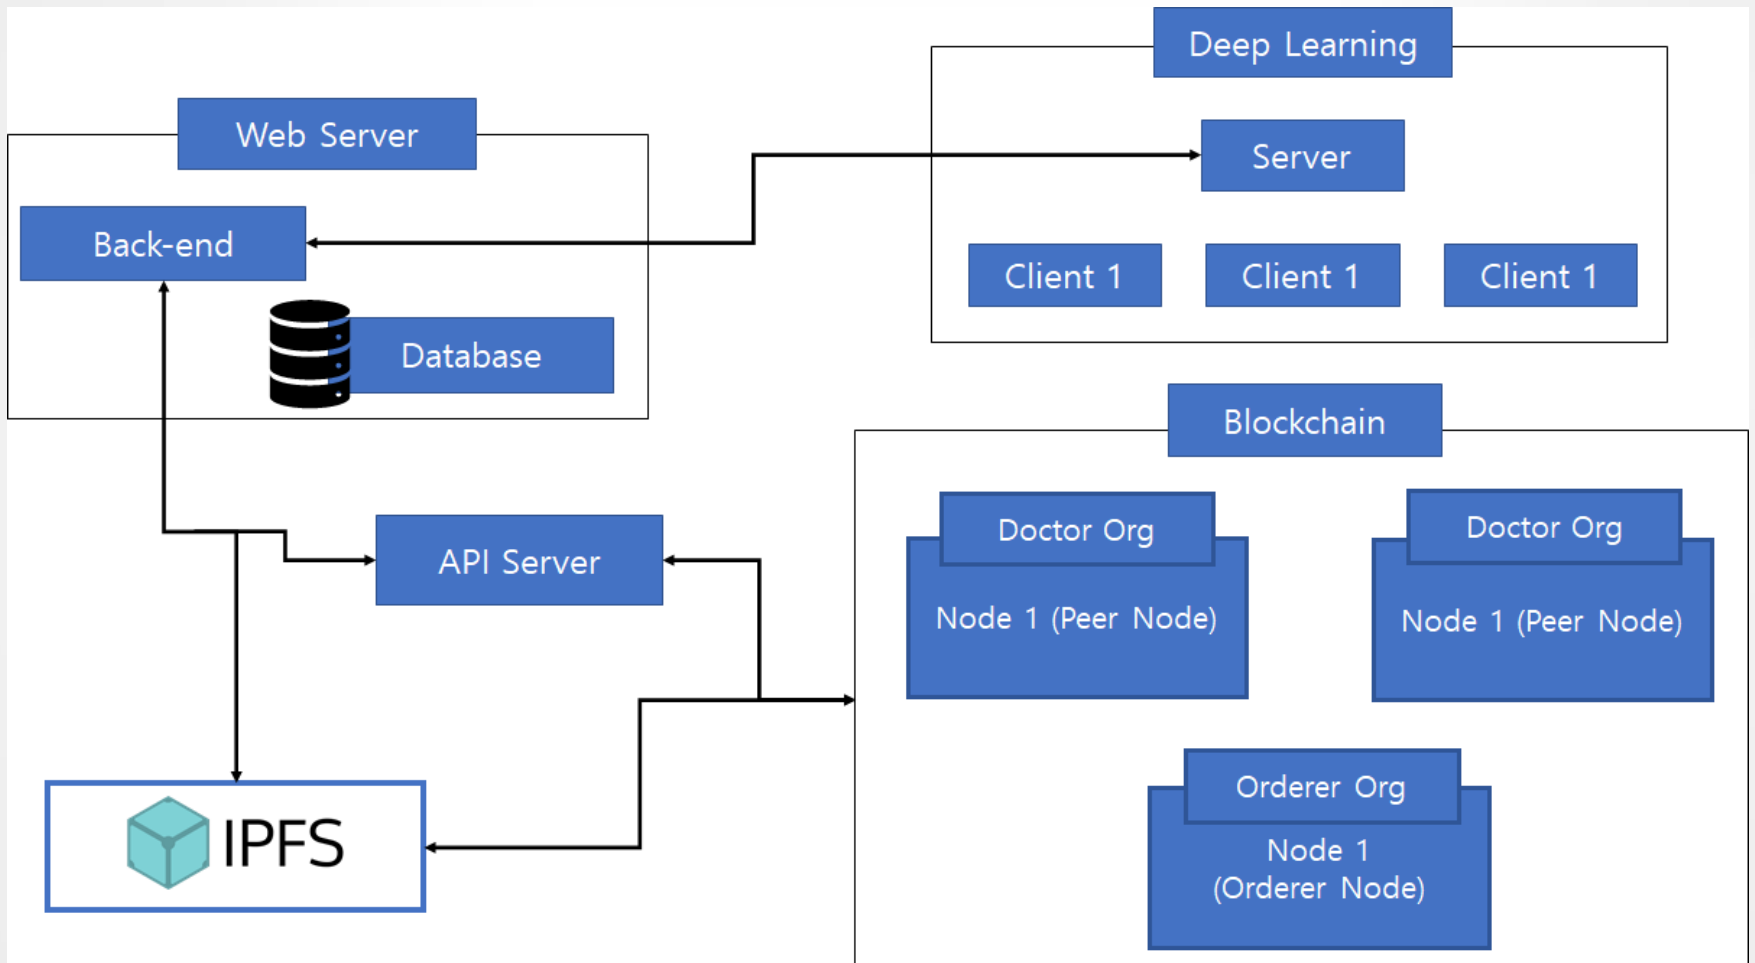 Deep Learning
Web Server
Server
Back-end
Client 1
Client 1
Client 1
Database
Blockchain
Doctor Org
Doctor Org
API Server
Node 1 (Peer Node)
Node 1 (Peer Node)
Orderer Org
IPFS
Node 1
(Orderer Node)